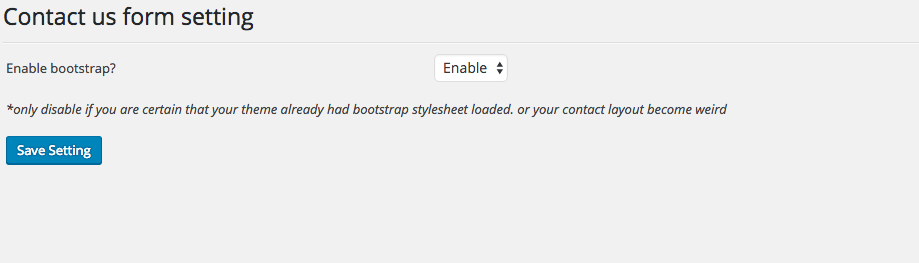 Contact us form setting
Enable bootstrap? Enable
*only disable if you are certain that your theme already had bootstrap stylesheet loaded. or your contact layout become weird
Save Setting